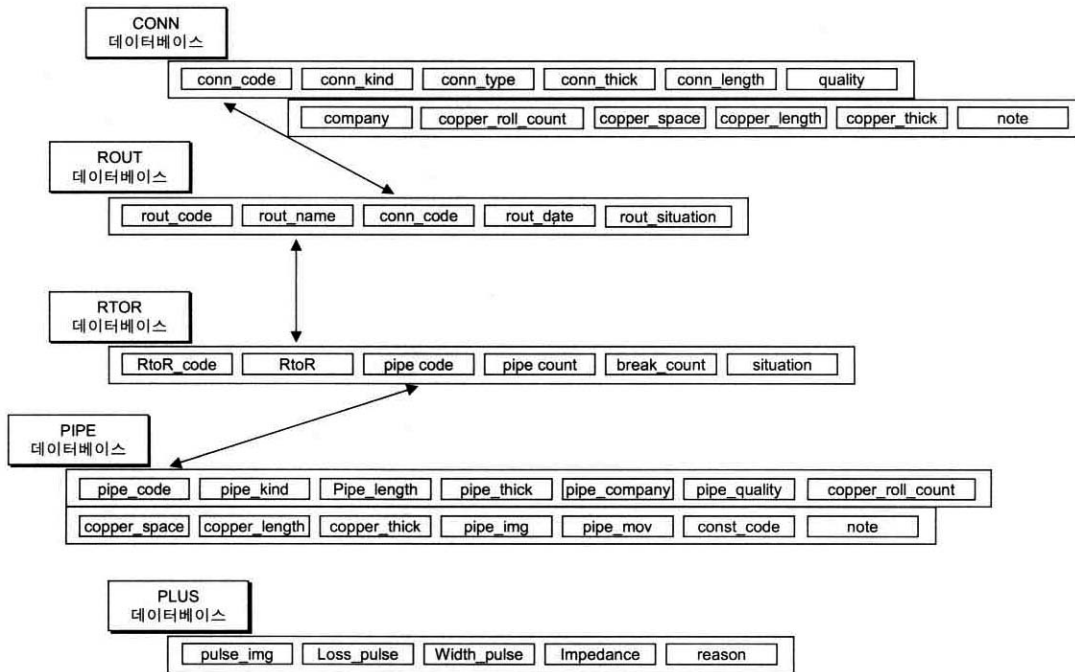 CONN
데이터베이스
conn_code conn_kind conn_type conn_thick conn_length quality
company copper_roll_count copper_space copper_length copper_thick note
ROUT
데이터베이스
rout_code rout_name conn_code rout_date rout_situation
RTOR
데이터베이스
RtoR_code RtoR pipe code pipe count break_count situation
PIPE
데이터베이스
pipe_code pipe_kind Pipe_length pipe_thick pipe_company pipe_quality copper_roll_count
copper_space copper_length copper_thick pipe_img pipe_mov const_code note
PLUS
데이터베이스
pulse_img Loss_pulse Width_pulse Impedance reason